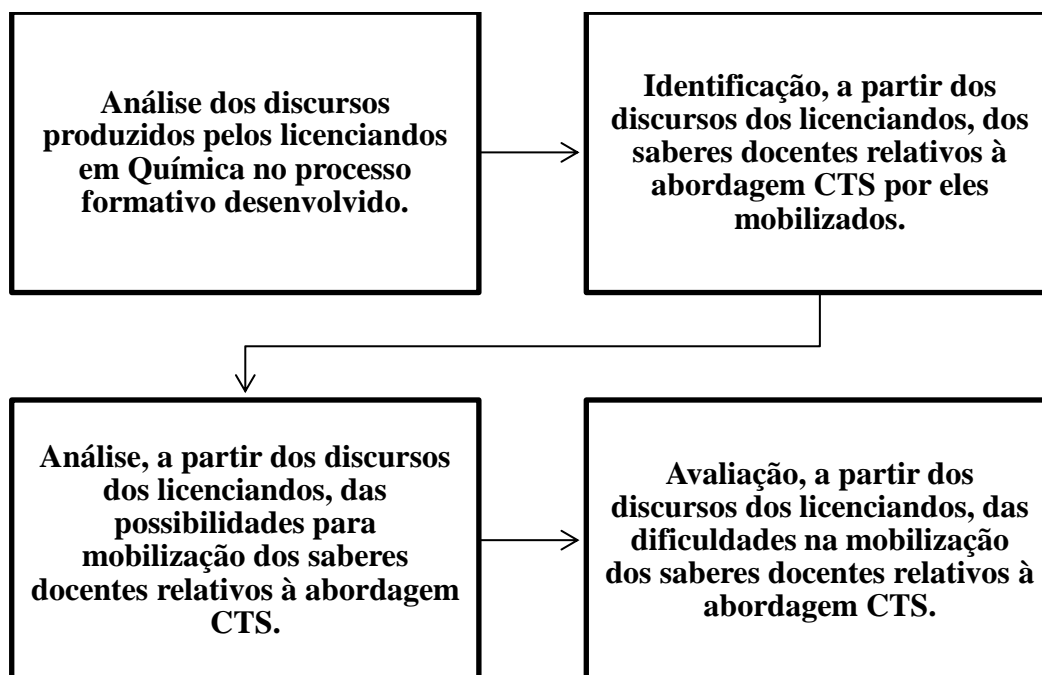 Análise dos discursos
produzidos pelos licenciandos
em Química no processo
formativo desenvolvido.
Identificação, a partir dos
discursos dos licenciandos, dos
saberes docentes relativos à
abordagem CTS por eles
mobilizados.
Análise, a partir dos discursos
dos licenciandos, das
possibilidades para
mobilização dos saberes
docentes relativos à abordagem
CTS.
Avaliação, a partir dos
discursos dos licenciandos, das
dificuldades na mobilização
dos saberes docentes relativos à
abordagem CTS.